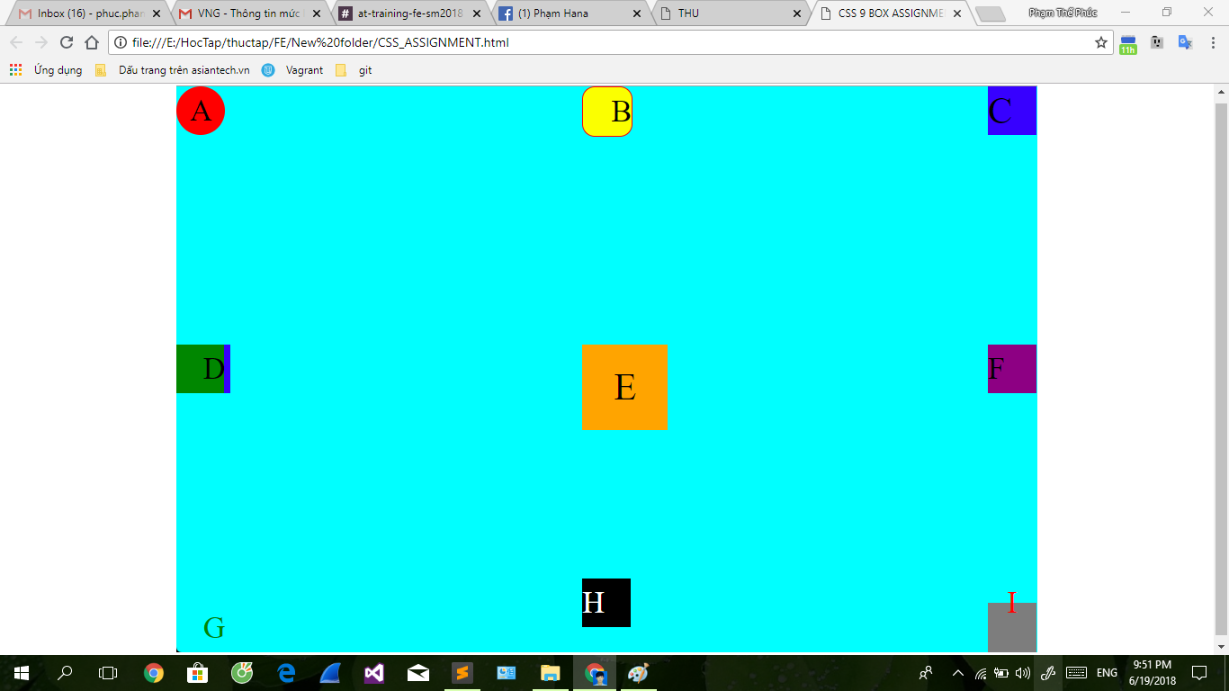 Inbox (16) - phuc.phan
VNG - Thông tin mức
at-training-fe-sm2018
(1) Phạm Hana
THU
CSS 9 BOX ASSIGNME
Phạm Thế Phúc
file:///E:/HocTap/thuctap/FE/New%20folder/CSS_ASSIGNMENT.html
11h
Ứng dụng
Dấu trang trên asiantech.vn
Vagrant
git
A
B
C
D
E
F
G
H
I
ENG
9:51 PM
6/19/2018